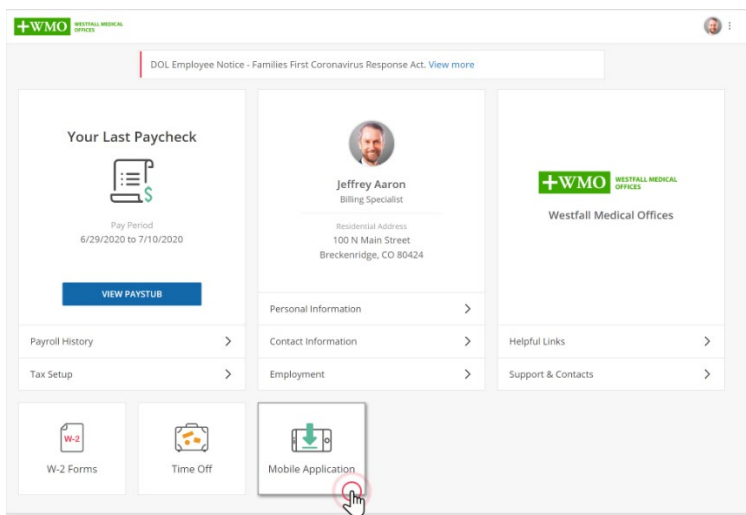 +WMO WESTFALL MEDICAL
OFFICES
DOL Employee Notice - Families First Coronavirus Response Act. View more
Your Last Paycheck
$
Pay Period
6/29/2020 to 7/10/2020
VIEW PAYSTUB
Payroll History
Tax Setup
Jeffrey Aaron
Billing Specialist
Residential Address
100 N Main Street
Breckenridge, CO 80424
Personal Information
Contact Information
Employment
+WMO WESTFALL MEDICAL
OFFICES
Westfall Medical Offices
Helpful Links
Support & Contacts
W-2
W-2 Forms
Time Off
Mobile Application